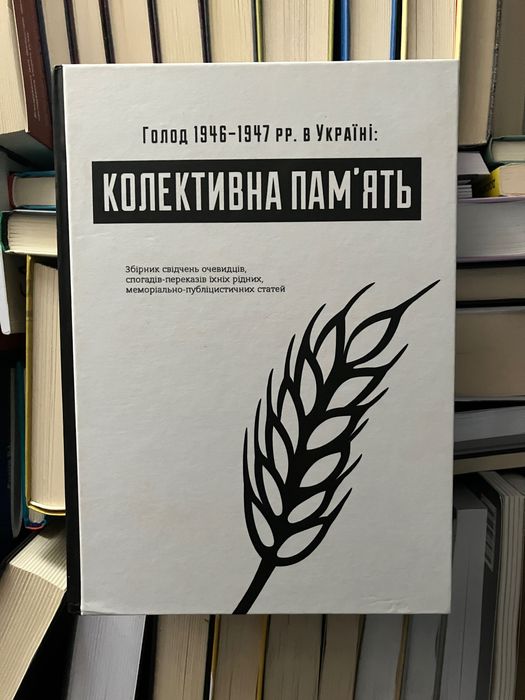 Голод 1946–1947 рр. в Україні:
КОЛЕКТИВНА ПАМ'ЯТЬ
Збірник свідчень очевидців,
спогадів-переказів їхніх рідних,
меморіально-публіцистичних статей